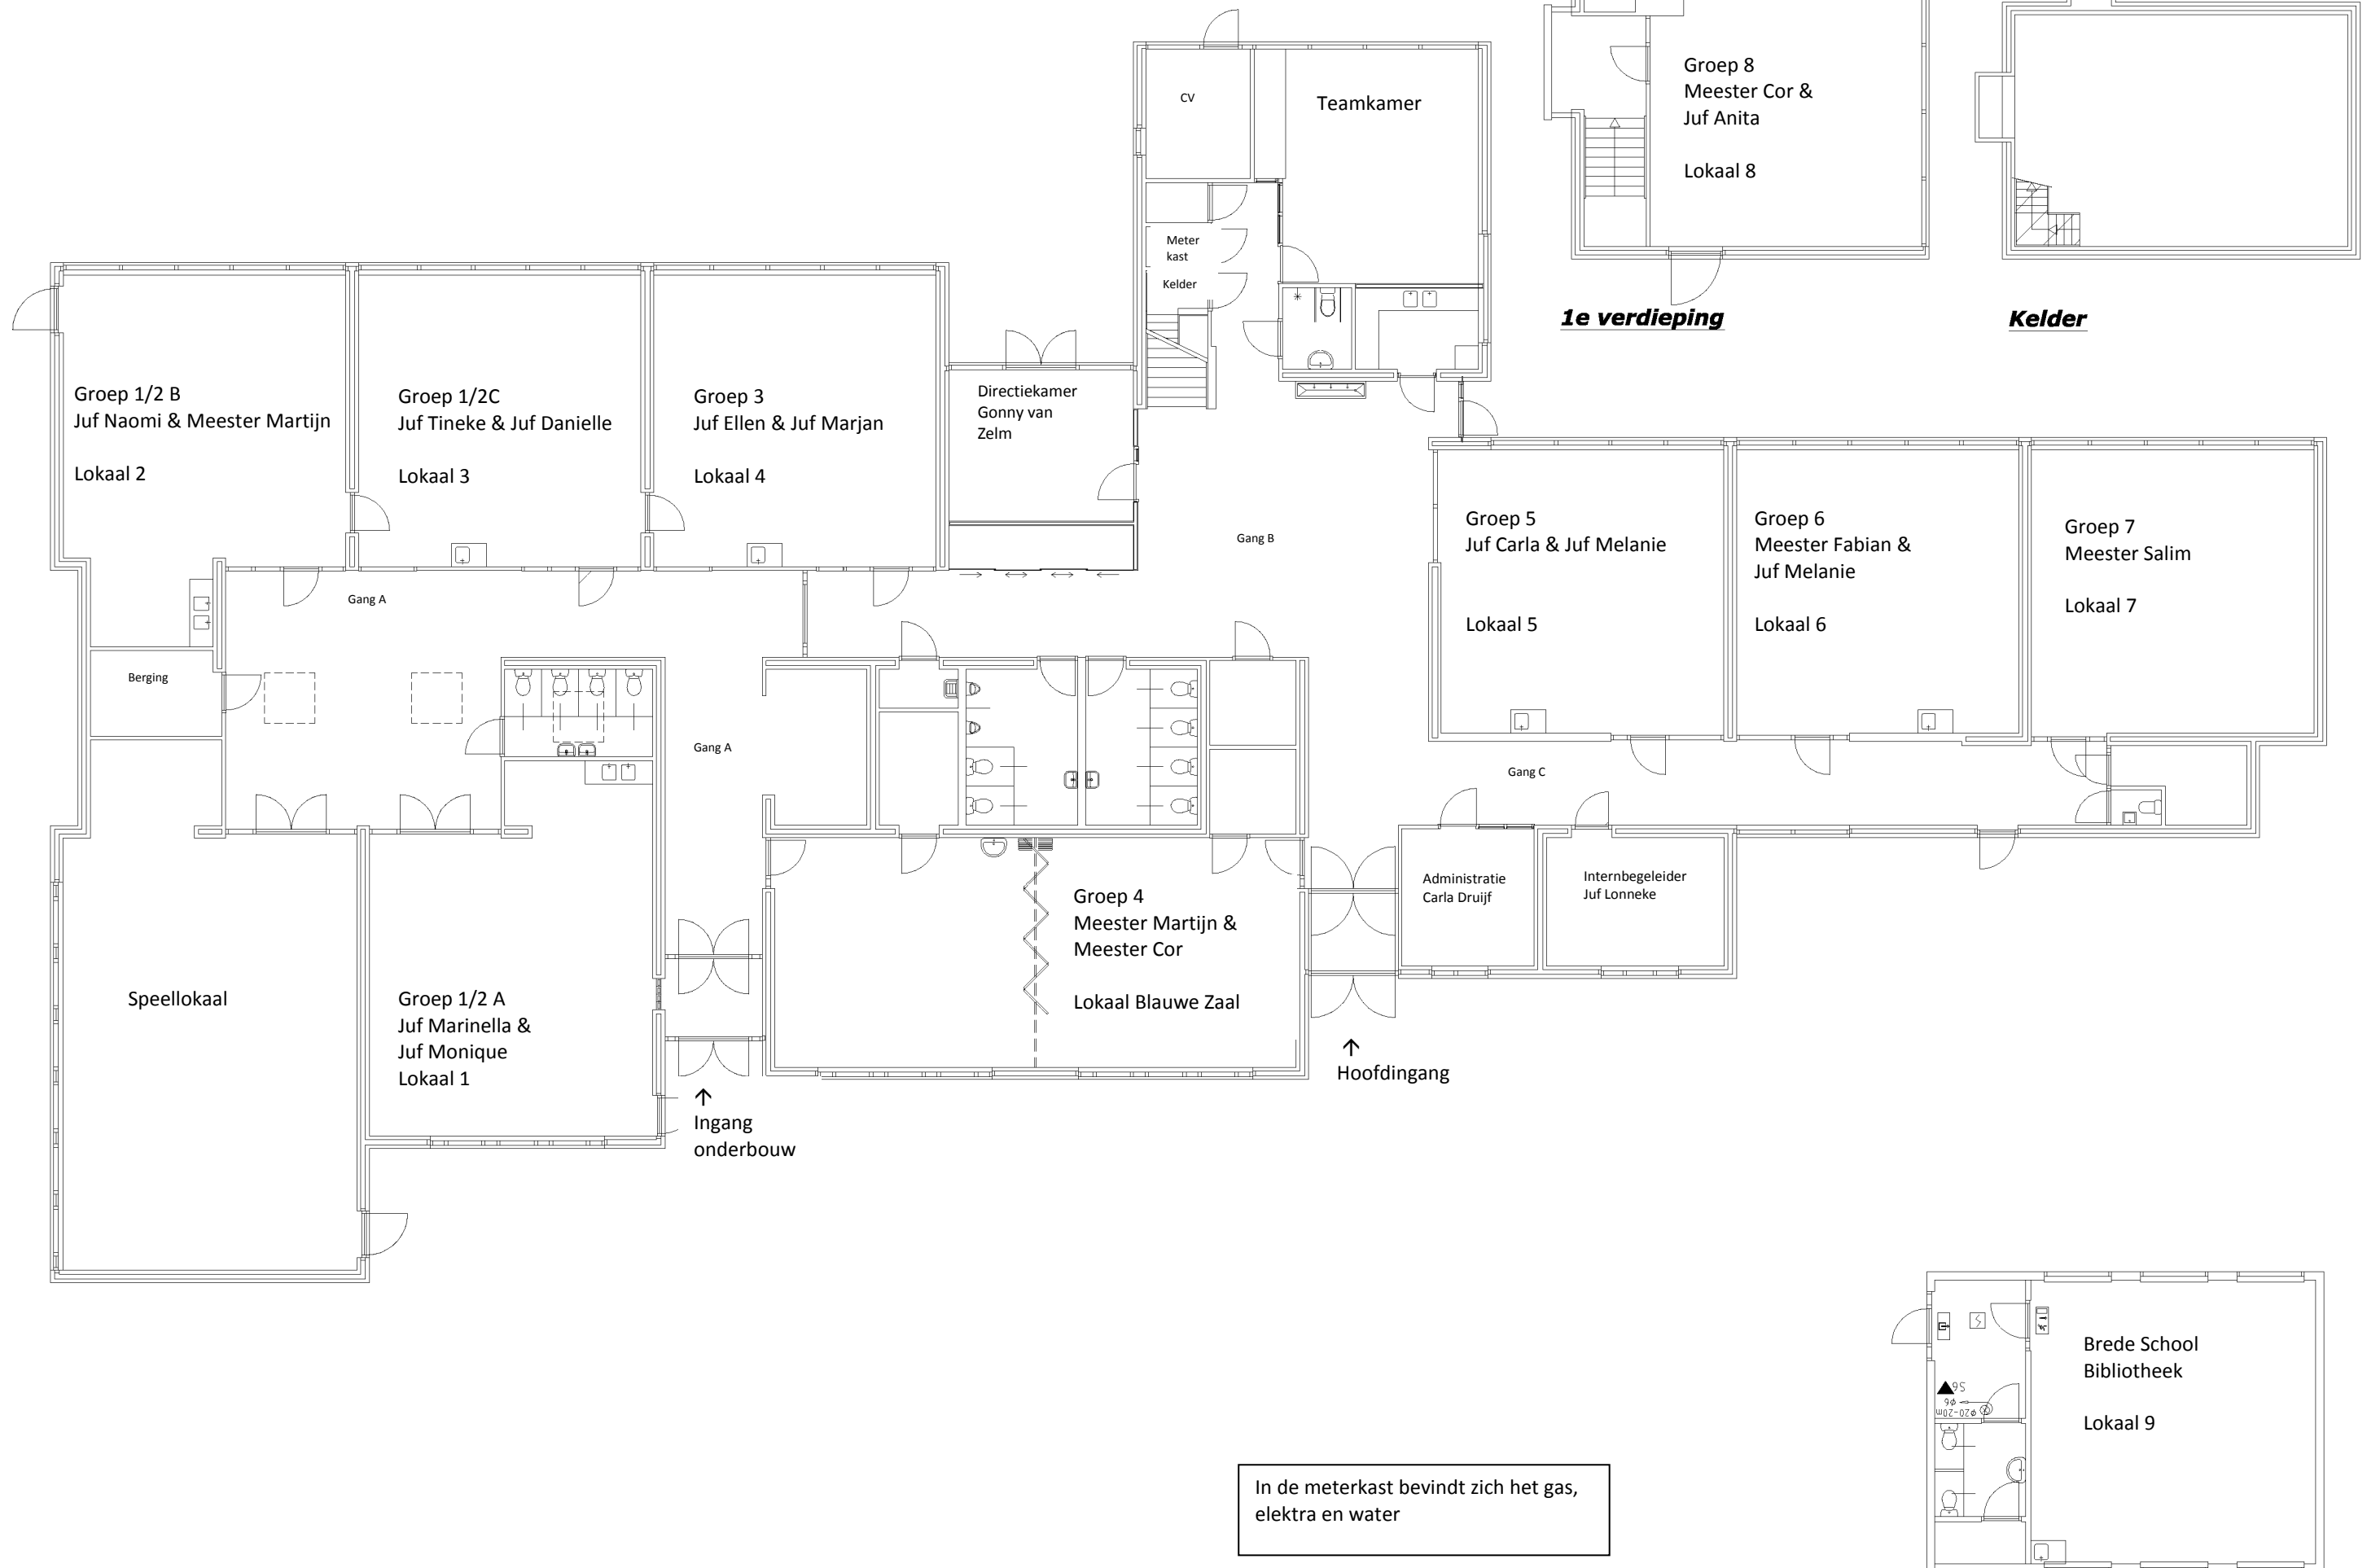 CV
Teamkamer
Groep 8
Meester Cor &
Juf Anita
Lokaal 8
Meter
kast
Kelder
1e verdieping
Kelder
Groep 1/2 B
Juf Naomi & Meester Martijn
Lokaal 2
Groep 1/2C
Juf Tineke & Juf Danielle
Lokaal 3
Groep 3
Juf Ellen & Juf Marjan
Lokaal 4
Directiekamer
Gonny van
Zelm
Gang B
Groep 5
Juf Carla & Juf Melanie
Lokaal 5
Groep 6
Meester Fabian &
Juf Melanie
Lokaal 6
Groep 7
Meester Salim
Lokaal 7
Gang A
Berging
Gang A
Gang C
Groep 4
Meester Martijn &
Meester Cor
Lokaal Blauwe Zaal
Administratie
Carla Druijf
Internbegeleider
Juf Lonneke
Speellokaal
Groep 1/2 A
Juf Marinella &
Juf Monique
Lokaal 1
↑
Ingang
onderbouw
↑
Hoofdingang
Brede School
Bibliotheek
Lokaal 9
In de meterkast bevindt zich het gas,
elektra en water